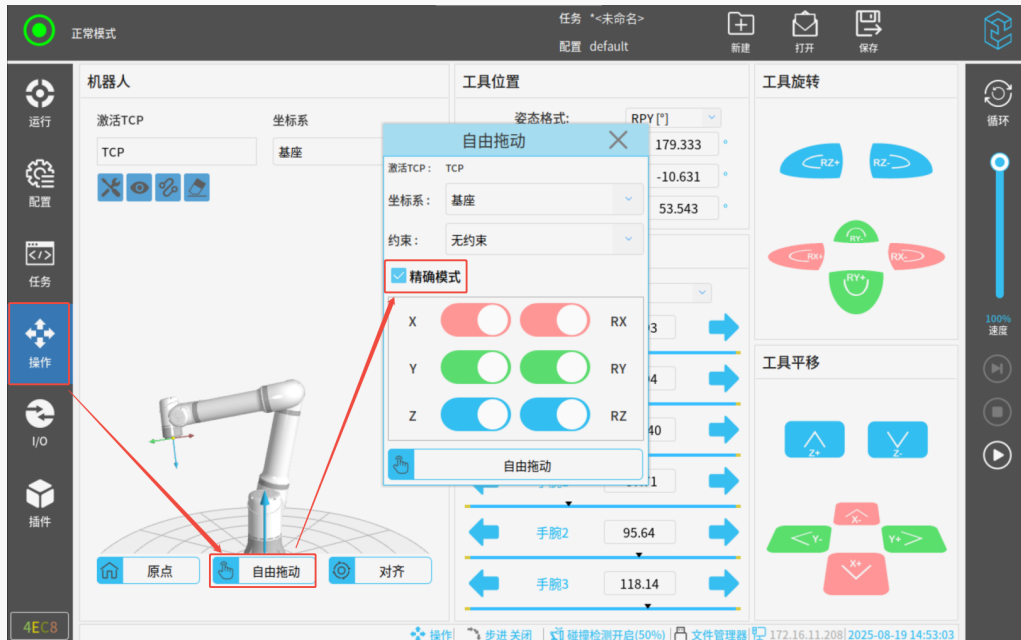 正常模式
任务 *<未命名>
配置 default
新建
打开
保存
运行
配置
任务
操作
I/O
插件
4EC8
机器人
激活TCP
坐标系
TCP
基座
原点
自由拖动
对齐
工具位置
姿态格式:
RPY[°]
179.333 °
-10.631 °
53.543 °
自由拖动
激活TCP： TCP
坐标系： 基座
约束： 无约束
精确模式
X RX
Y RY
Z RZ
自由拖动
手腕2 95.64
手腕3 118.14
工具旋转
RZ+ RZ-
RY-
RX+ RX-
RY+
工具平移
Z+ Z-
X-
Y- Y+
X+
循环
100%
速度
操作 步进 关闭 碰撞检测开启(50%) 文件管理器 172.16.11.208 2025-08-19 14:53:03